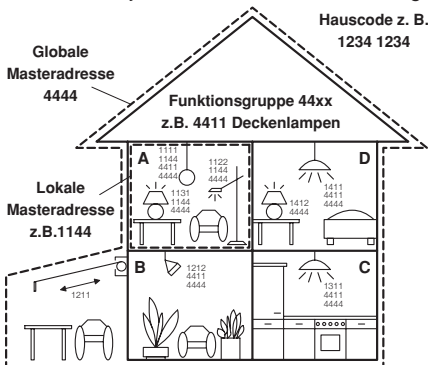 Hauscode z. B.
1234 1234
Globale
Masteradresse
4444
Funktionsgruppe 44xx
z.B. 4411 Deckenlampen
Lokale
Masteradresse
z.B.1144
A
1111
1144
4411
4444
1122
1144
4444
1131
1144
4444
D
1411
4411
4444
1412
4444
B
1212
4411
4444
1211
C
1311
4411
4444